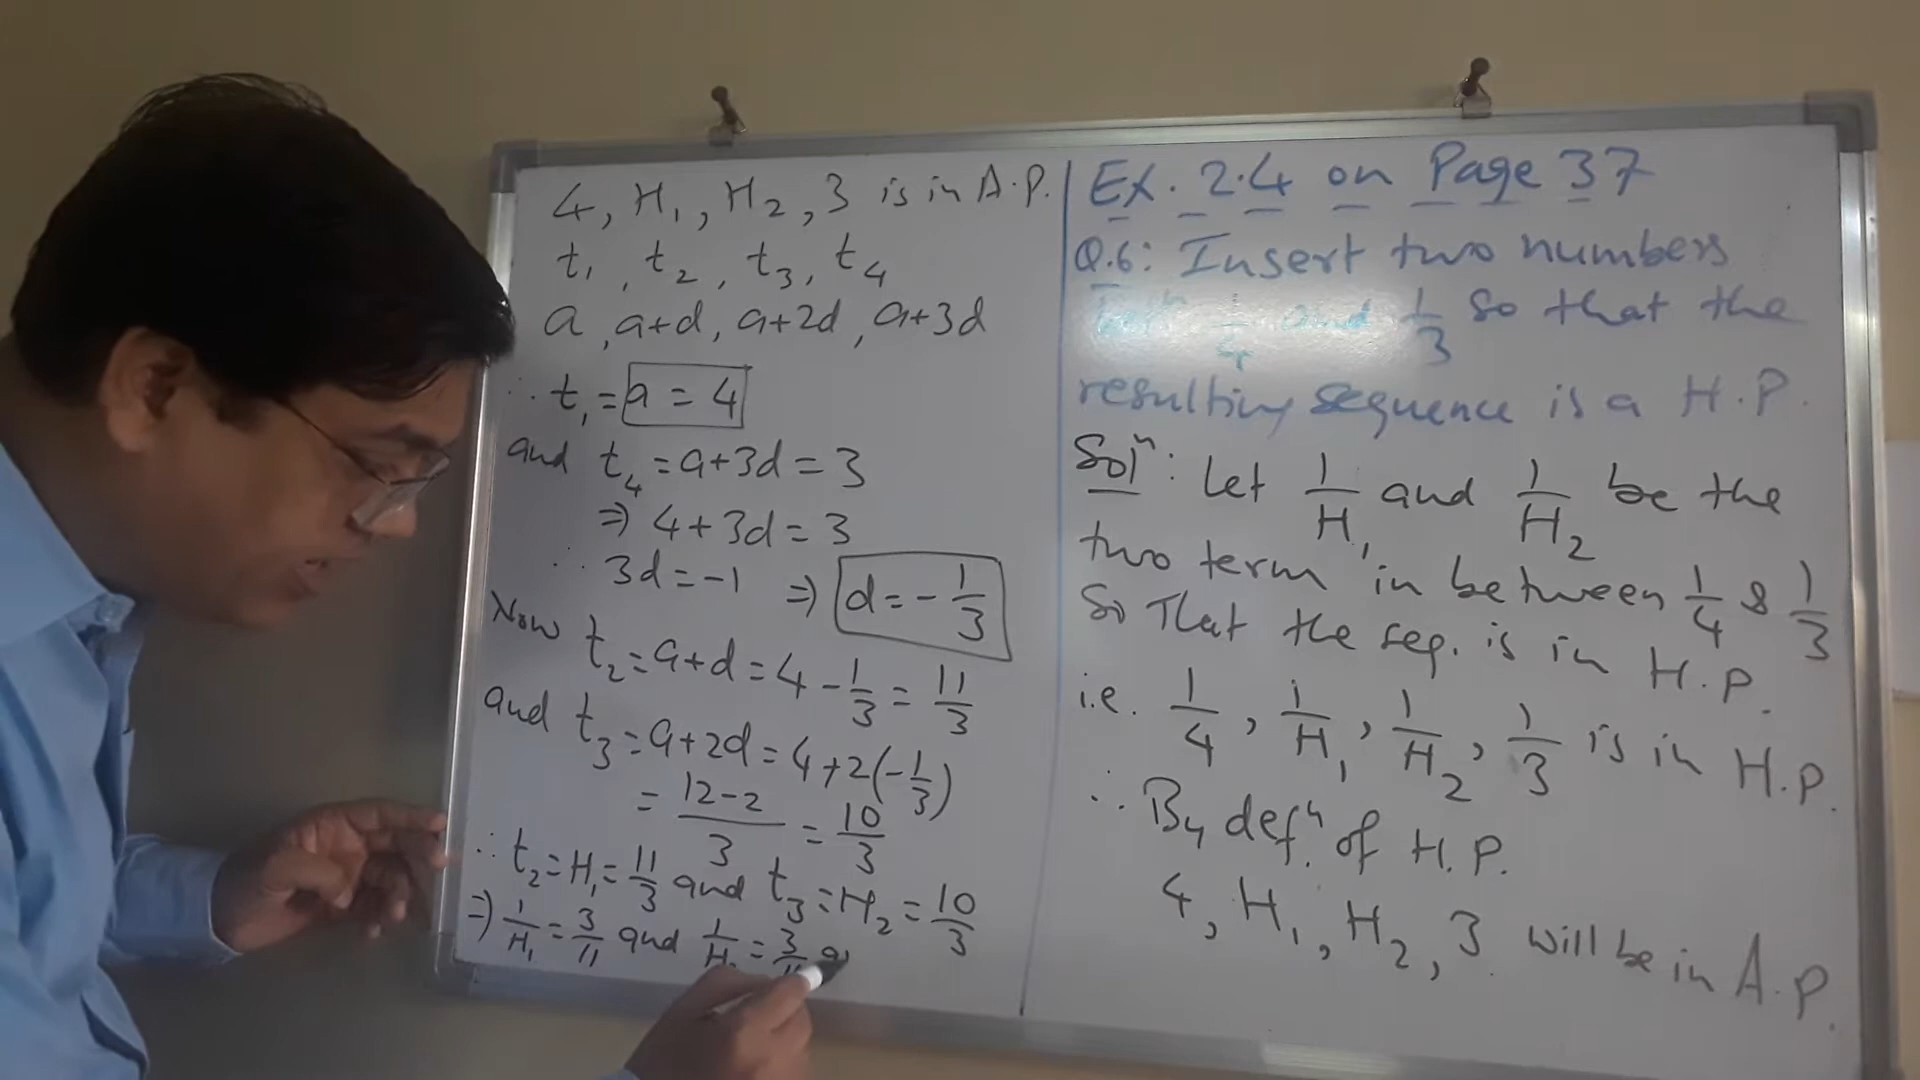 4, H₁, H₂, 3 is in A.P.
t₁, t₂, t₃, t₄
a, a+d, a+2d, a+3d
∴ t₁ = a = 4
and t₄ = a+3d = 3
⇒ 4+3d = 3
∴ 3d = -1 ⇒ d = -1/3
Now t₂ = a+d = 4 - 1/3 = 11/3
and t₃ = a+2d = 4+2(-1/3)
= 12-2/3 = 10/3
∴ t₂ = H₁ = 11/3 and t₃ = H₂ = 10/3
⇒ 1/H₁ = 3/11 and 1/H₂ = 3/
Ex. 2.4 on Page 37
Q.6: Insert two numbers
1/4 and 1/3 so that the
resulting sequence is a H.P.
Solⁿ: Let 1/H₁ and 1/H₂ be the
two term in between 1/4 & 1/3
So That the seq. is in H.P.
i.e. 1/4, 1/H₁, 1/H₂, 1/3 is in H.P.
∴ By defⁿ. of H.P.
4, H₁, H₂, 3 will be in A.P.